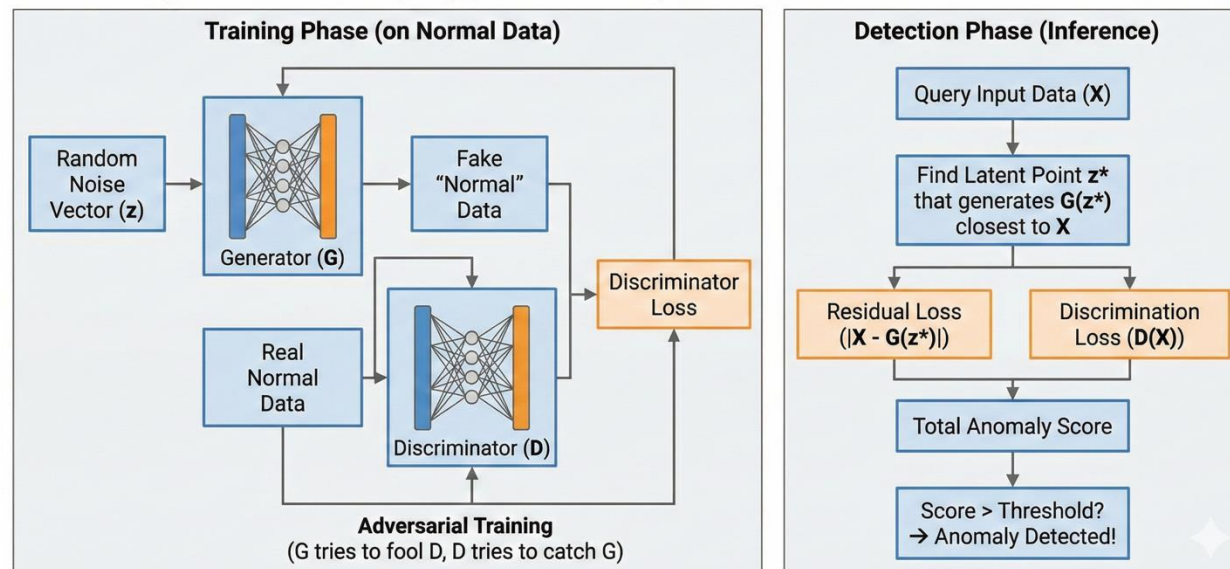 Training Phase (on Normal Data)
Random
Noise
Vector (z)
Generator (G)
Fake
“Normal”
Data
Real
Normal
Data
Discriminator (D)
Discriminator
Loss
Adversarial Training
(G tries to fool D, D tries to catch G)
Detection Phase (Inference)
Query Input Data (X)
Find Latent Point z*
that generates G(z*)
closest to X
Residual Loss
(|X - G(z*)|)
Discrimination
Loss (D(X))
Total Anomaly Score
Score > Threshold?
→ Anomaly Detected!